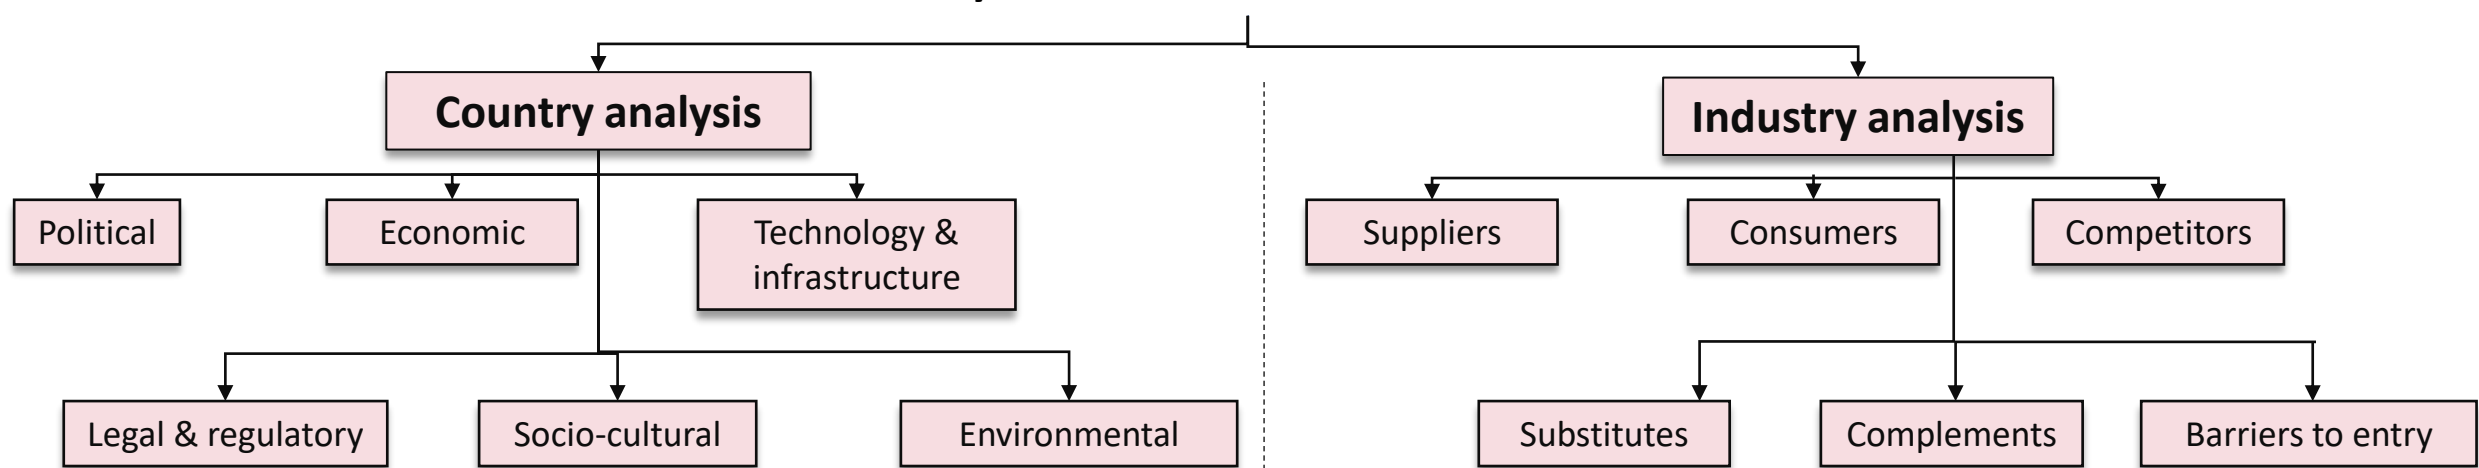 Country analysis
Industry analysis
Political
Economic
Technology &
infrastructure
Suppliers
Consumers
Competitors
Legal & regulatory
Socio-cultural
Environmental
Substitutes
Complements
Barriers to entry